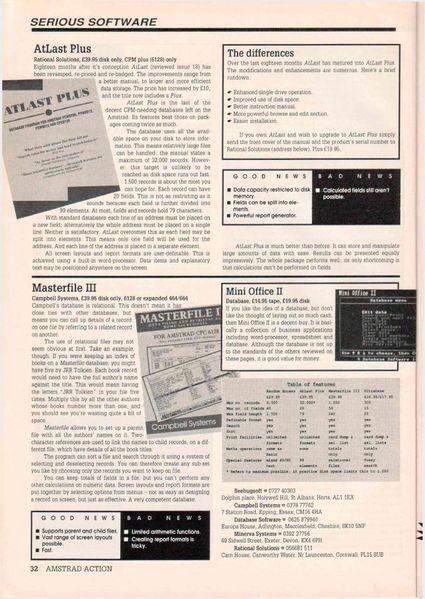 SERIOUS SOFTWARE
AtLast Plus
Rational Solutions, £39.95 disk only, CPM plus (6128) only
Eighteen months after it's conception AtLast (reviewed issue 18) has
been revamped, re-priced and re-badged. The improvements range from
a better manual, to larger and more efficient
data storage. The price has increased by £10,
and the title now includes a Plus.
AtLast Plus is the last of the
decent CPM-needing databases left on the
Amstrad. Its features beat those of pack-
ages costing twice as much.
The database uses all the avail-
able space on your disk to store infor-
mation. This means relatively large files
can be handled: the manual states a
maximum of 32,000 records. Howev-
er, this target is unlikely to be
reached as disk space runs out fast.
1,500 records is about the most you
can hope for. Each record can have
20 fields. This is not as restricting as it
sounds because each field is further divided into
99 elements. At most, fields and records hold 79 characters.
With standard databases each line of an address must be placed on
a new field; alternatively the whole address must be placed on a single
line. Neither is satisfactory. AtLast overcomes this as each field may be
split into elements. This means only one field will be used for the
address. And each line of the address is placed in a separate element.
All screen layout and report formats are user-definable. This is
achieved using a built-in word-processor. Data items and explanatory
text may be positioned anywhere on the screen.
ATLAST PLUS
The differences
Over the last eighteen months AtLast has matured into AtLast Plus.
The modifications and enhancements are numerous. Here's a brief
rundown.
Enhanced single drive operation.
Improved use of disk space.
Better instruction manual.
More powerful browse and edit section.
Easier installation.
If you own AtLast and wish to upgrade to AtLast Plus simply
send the front cover of the manual and the product's serial number to
Rational Solutions (address below). Plus £19.95.
GOOD NEWS BAD NEWS
Data capacity restricted to disk
memory.
Fields can be split into ele-
ments.
Powerful report generator.
Calculated fields still aren't
possible.
AtLast Plus is much better than before. It can store and manipulate
large amounts of data with ease. Results can be presented equally
impressively. The whole package performs well, its only shortcoming is
that calculations can't be performed on fields.
Masterfile III
Campbell Systems, £39.95 disk only, 6128 or expanded 464/664
Campbell's database is relational. This doesn't mean it has
close ties with other databases, but
means you can call up details of a record
on one file by referring to a related record
on another.
The use of relational files may not
seem obvious at first. Take an example,
though. If you were keeping an index of
books on a Masterfile database, you might
have five by JRR Tolkien. Each book record
would need to have the full author's name
against the title. This would mean having
the letters "JRR Tolkien" in your file five
times. Multiply this by all the other authors
whose books number more than one, and
you should see you're wasting quite a bit of
space.
Masterfile allows you to set up a parent
file with all the authors' names on it. Two-
character references are used to link the names to child records, on a dif-
ferent file, which have details of all the book titles.
The program can sort a file and search through it using a system of
selecting and deselecting records. You can therefore create any sub-set
you like by choosing only the records you want to keep on file.
You can keep totals of fields in a file, but you can't perform any
other calculations on numeric data. Screen layouts and report formats are
put together by selecting options from menus - not as easy as designing
a record on screen, but just as effective. A very competent database.
MASTERFILE III
FOR AMSTRAD CPC 6128
Campbell Systems
GOOD NEWS BAD NEWS
Supports parent and child files.
Vast range of screen layouts
possible.
Fast.
Limited arithmetic functions.
Creating report formats is
tricky.
Mini Office II
Database, £14.95 tape, £19.95 disk
If you like the idea of a database, but don't
like the thought of laying out so much cash,
then Mini Office II is a decent buy. It is basi-
cally a collection of business applications
including word-processor, spreadsheet and
database. Although the database is not up
to the standards of the others reviewed on
these pages, it is good value for money.
Mini Office II
Database menu
Table of features
Beebugsoft = 0727 40303
Dolphin place, Holywell Hill, St Albans, Herts, AL1 1EX
Campbell Systems = 0378 77762
7 Station Road, Epping, Essex, CM16 4HA
Database Software = 0625 878940
Europa House, Adlington, Macclesfield, Cheshire, SK10 5NP
Minerva Systems = 0392 37756
69 Sidwell Street, Exeter, Devon, EX4 6PH
Rational Solutions = 056681 511
Carn House, Canworthy Water, Nr Launceston, Cornwall, PL15 8UB
32 AMSTRAD ACTION